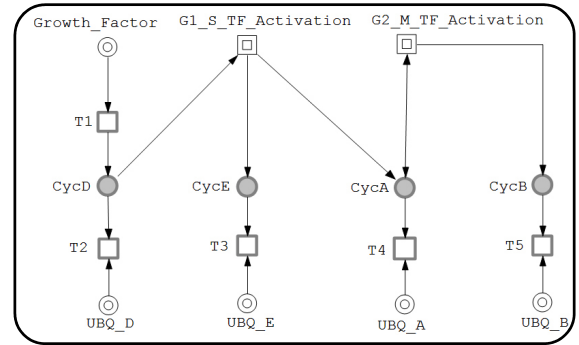 Growth_Factor G1_S_TF_Activation G2_M_TF_Activation
T1
CycD CycE CycA CycB
T2 T3 T4 T5
UBQ_D UBQ_E UBQ_A UBQ_B